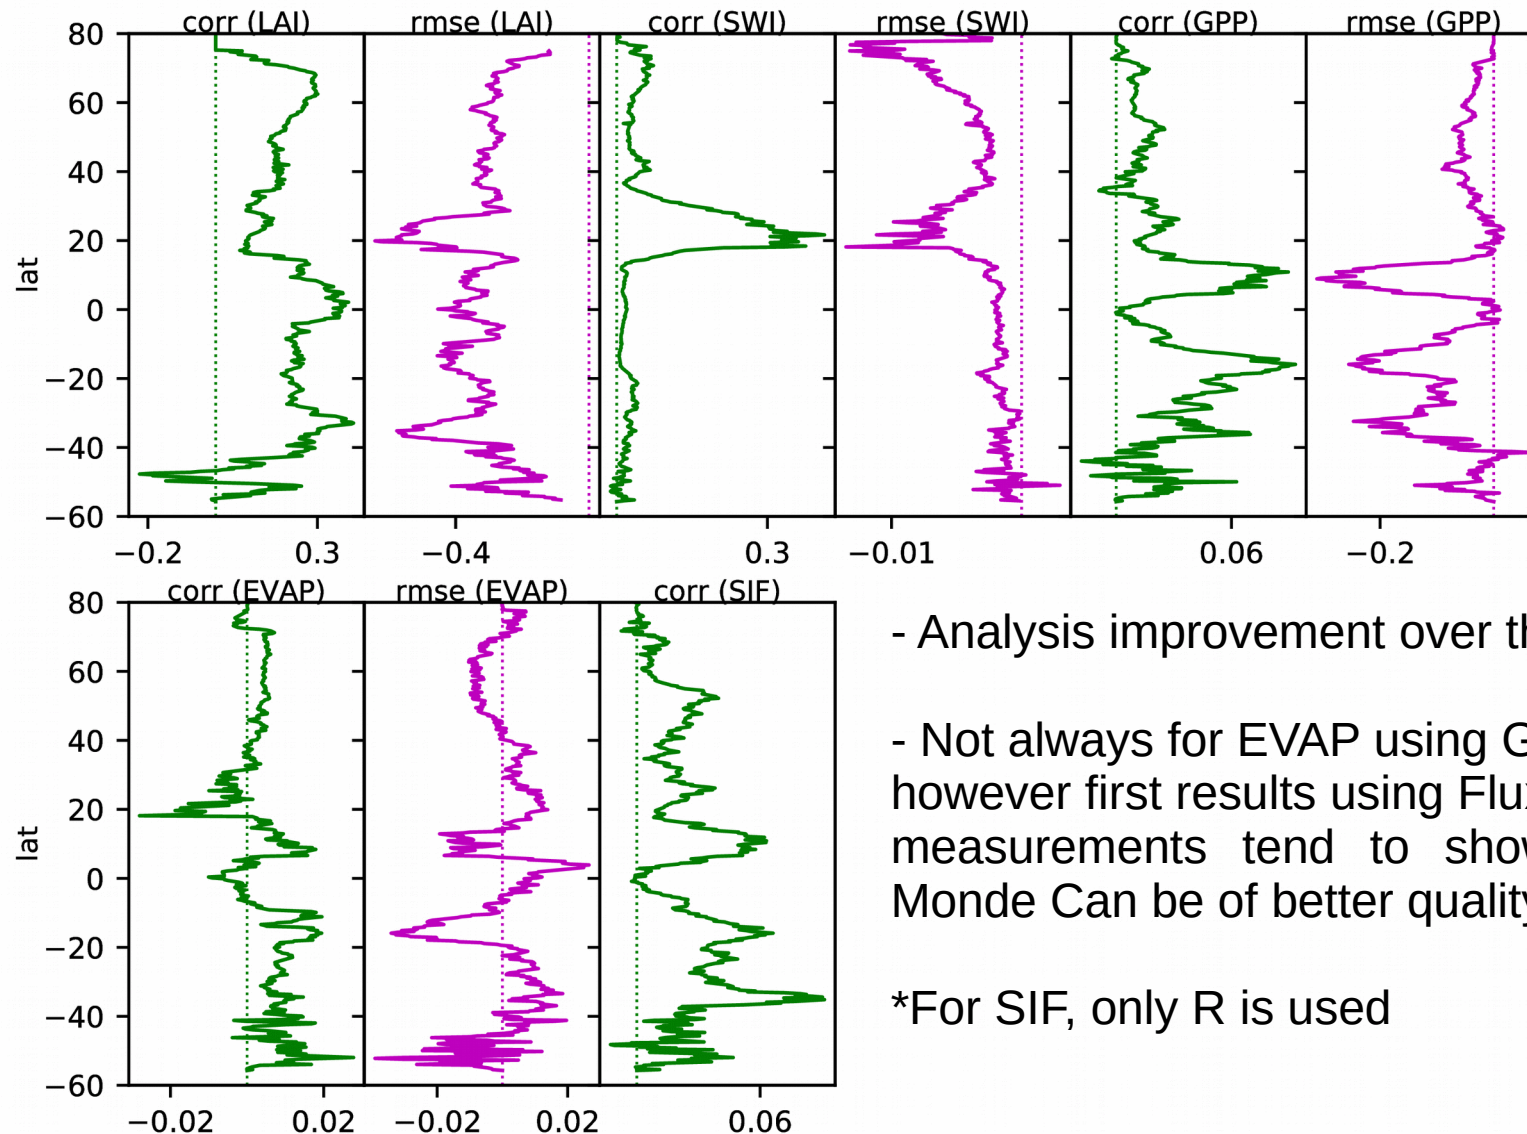 corr (LAI) rmse (LAI) corr (SWI) rmse (SWI) corr (GPP) rmse (GPP)
80
60
40
20
0
−20
−40
−60
lat
−0.2 0.3 −0.4 0.3 −0.01 0.06 −0.2
corr (EVAP) rmse (EVAP) corr (SIF)
80
60
40
20
0
−20
−40
−60
lat
−0.02 0.02 −0.02 0.02 0.06
- Analysis improvement over
- Not always for EVAP using
however first results using
measurements tend to show
Monde Can be of better quality
*For SIF, only R is used